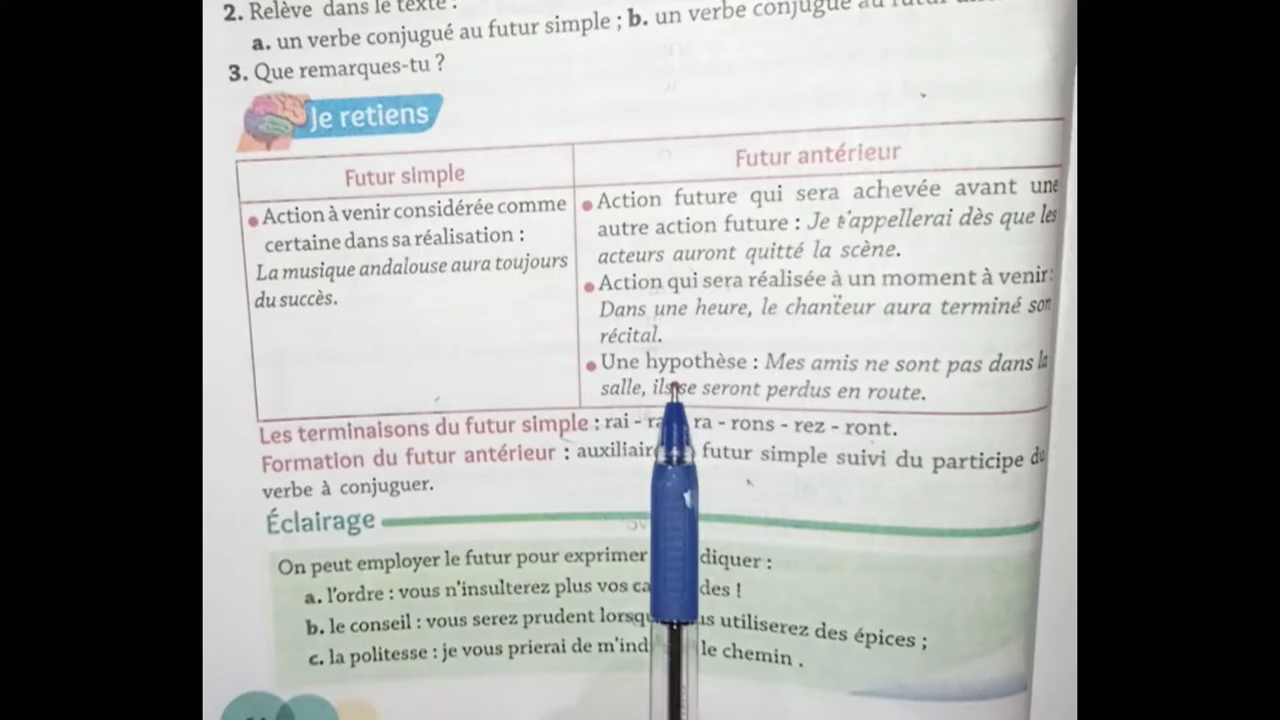 2. Relève dans le texte :
a. un verbe conjugué au futur simple ; b. un verbe conjugué au futur
3. Que remarques-tu ?
Je retiens
Futur simple
Futur antérieur
• Action à venir considérée comme
certaine dans sa réalisation :
La musique andalouse aura toujours
du succès.
• Action future qui sera achevée avant une
autre action future : Je t'appellerai dès que les
acteurs auront quitté la scène.
• Action qui sera réalisée à un moment à venir:
Dans une heure, le chanteur aura terminé son
récital.
• Une hypothèse : Mes amis ne sont pas dans la
salle, ils se seront perdus en route.
Les terminaisons du futur simple : rai - ra - rons - rez - ront.
Formation du futur antérieur : auxiliaire futur simple suivi du participe du
verbe à conjuguer.
Éclairage
On peut employer le futur pour exprimer diquer :
a. l'ordre : vous n'insulterez plus vos ca des !
b. le conseil : vous serez prudent lorsqu us utiliserez des épices ;
c. la politesse : je vous prierai de m'ind le chemin .